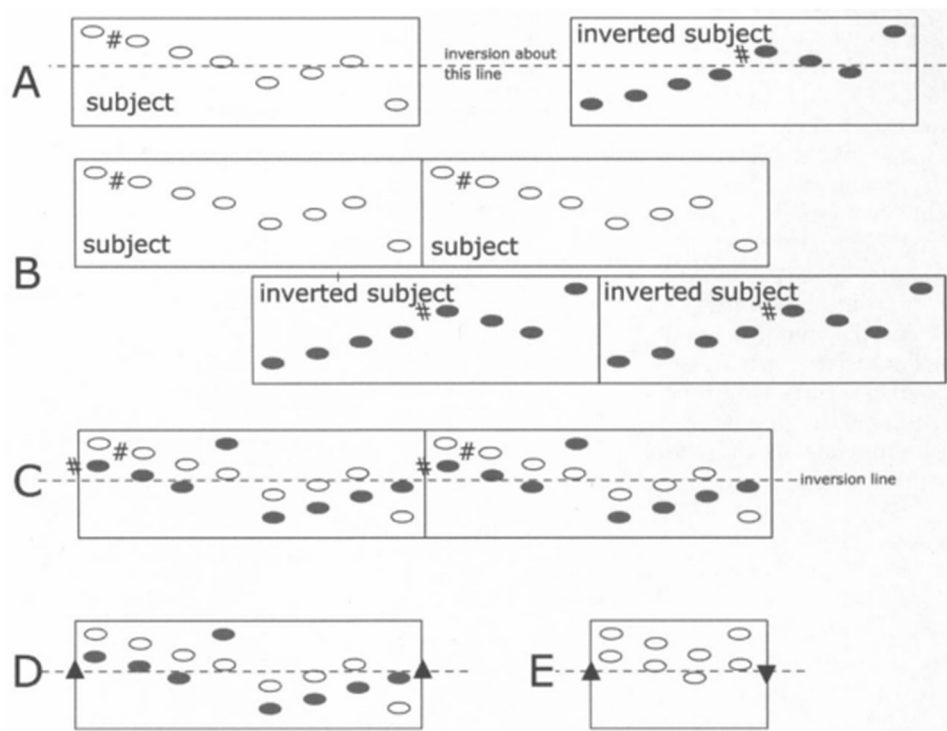 A
#
subject
inversion about
this line
inverted subject
#
B
#
subject
#
subject
inverted subject
#
inverted subject
#
C
#
#
#
#
inversion line
D
E